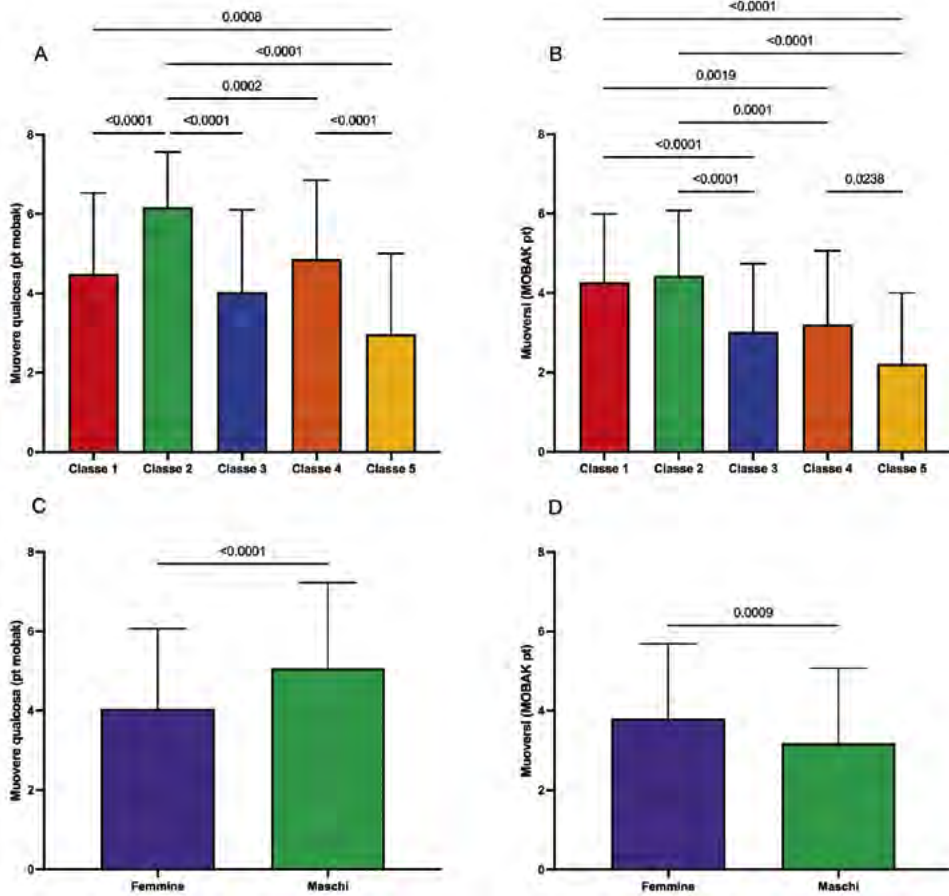 A
0.0008
<0.0001
0.0002
<0.0001 <0.0001 <0.0001
8
6
4
2
0
Muovere qualcosa (pt mobak)
Classe 1 Classe 2 Classe 3 Classe 4 Classe 5
B
<0.0001
<0.0001
0.0019
0.0001
<0.0001
<0.0001 0.0238
8
6
4
2
0
Muoversi (MOBAK pt)
Classe 1 Classe 2 Classe 3 Classe 4 Classe 5
C
<0.0001
8
6
4
2
0
Muovere qualcosa (pt mobak)
Femmine Maschi
D
0.0009
8
6
4
2
0
Muoversi (MOBAK pt)
Femmine Maschi